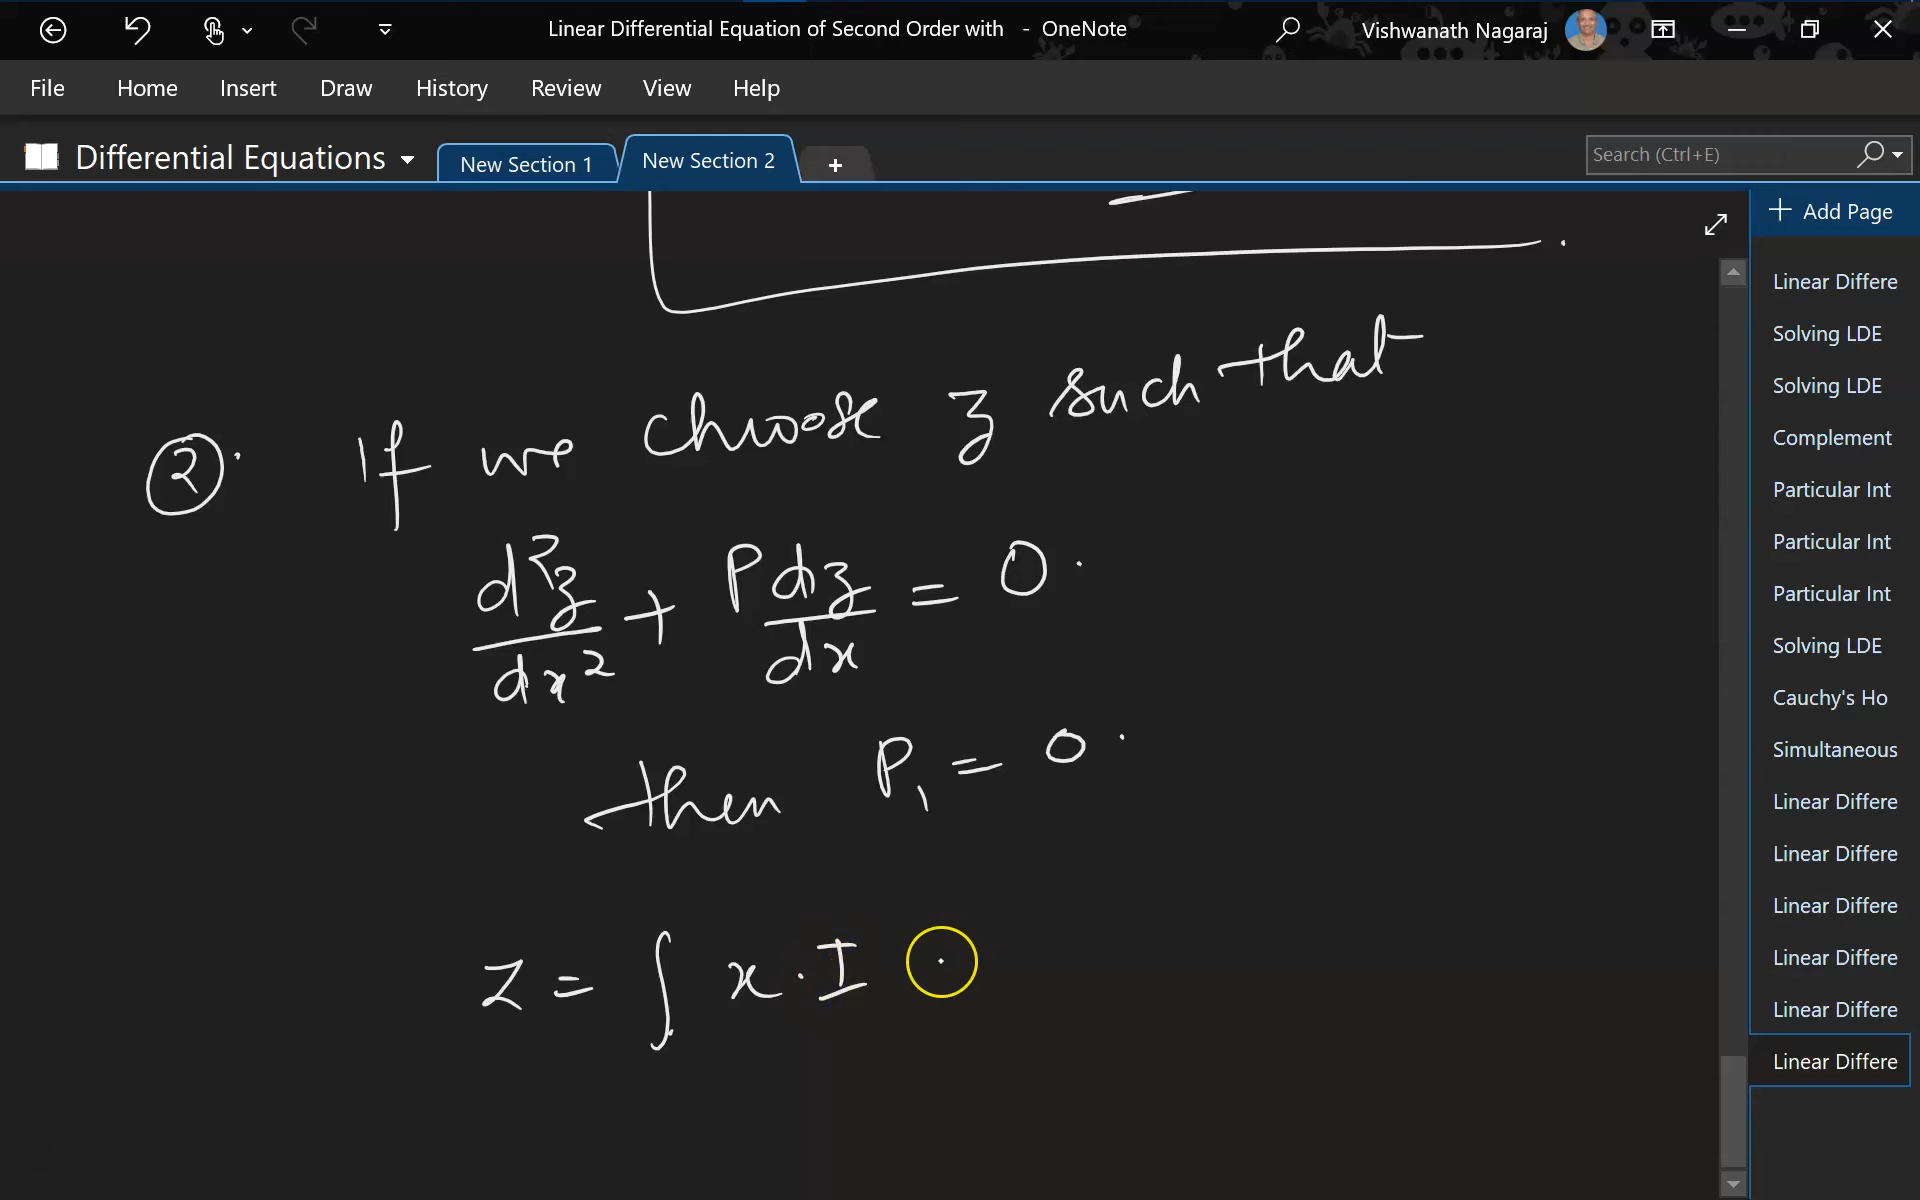 Linear Differential Equation of Second Order with - OneNote
Vishwanath Nagaraj
File Home Insert Draw History Review View Help
Differential Equations
New Section 1
New Section 2
+
Search (Ctrl+E)
+ Add Page
Linear Differe
Solving LDE
Solving LDE
Complement
Particular Int
Particular Int
Particular Int
Solving LDE
Cauchy's Ho
Simultaneous
Linear Differe
Linear Differe
Linear Differe
Linear Differe
Linear Differe
Linear Differe
②. If we choose z such that
d²z/dx² + P dz/dx = 0.
then P₁ = 0.
z = ∫ x . I